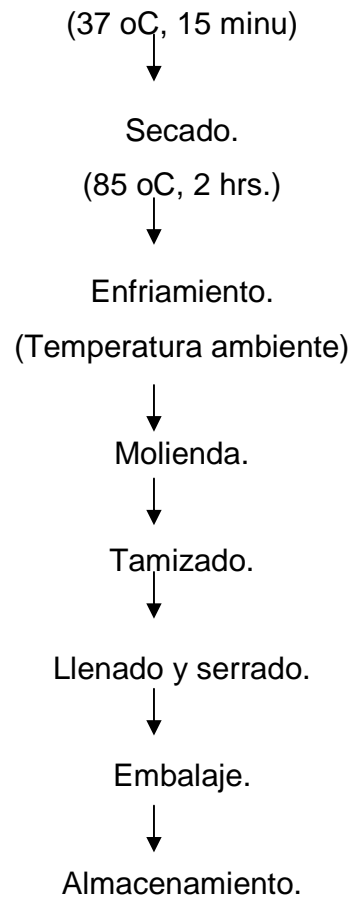 (37 oC, 15 minu)
Secado.
(85 oC, 2 hrs.)
Enfriamiento.
(Temperatura ambiente)
Molienda.
Tamizado.
Llenado y serrado.
Embalaje.
Almacenamiento.